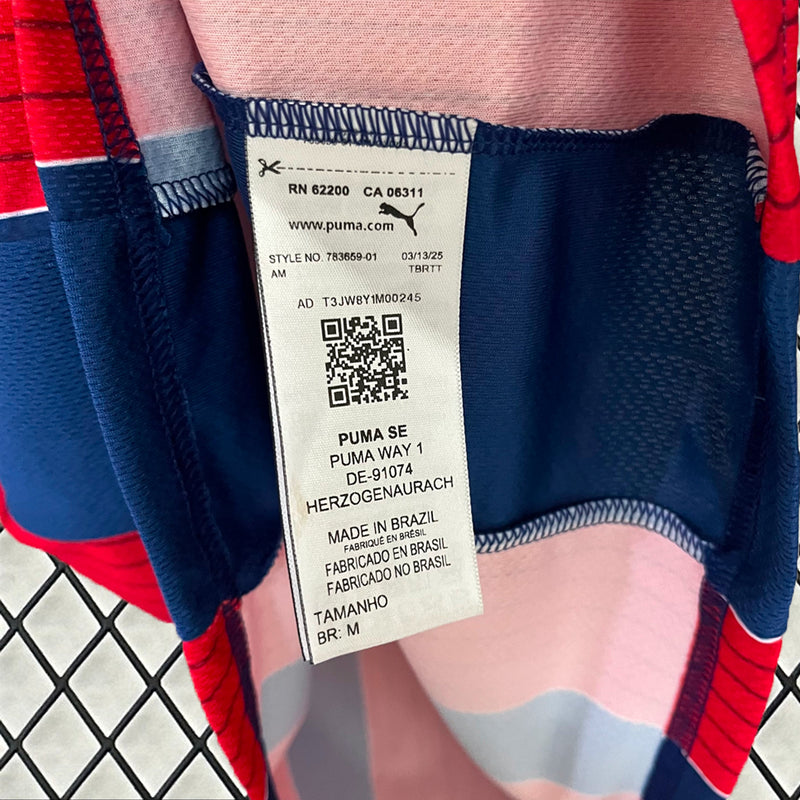 RN 62200 CA 06311
www.puma.com
STYLE NO. 783659-01 03/13/25
AM TBRTT
AD T3JW8Y1M00245
PUMA SE
PUMA WAY 1
DE-91074
HERZOGENAURACH
MADE IN BRAZIL
FABRIQUÉ EN BRÉSIL
FABRICADO EN BRASIL
FABRICADO NO BRASIL
TAMANHO
BR: M